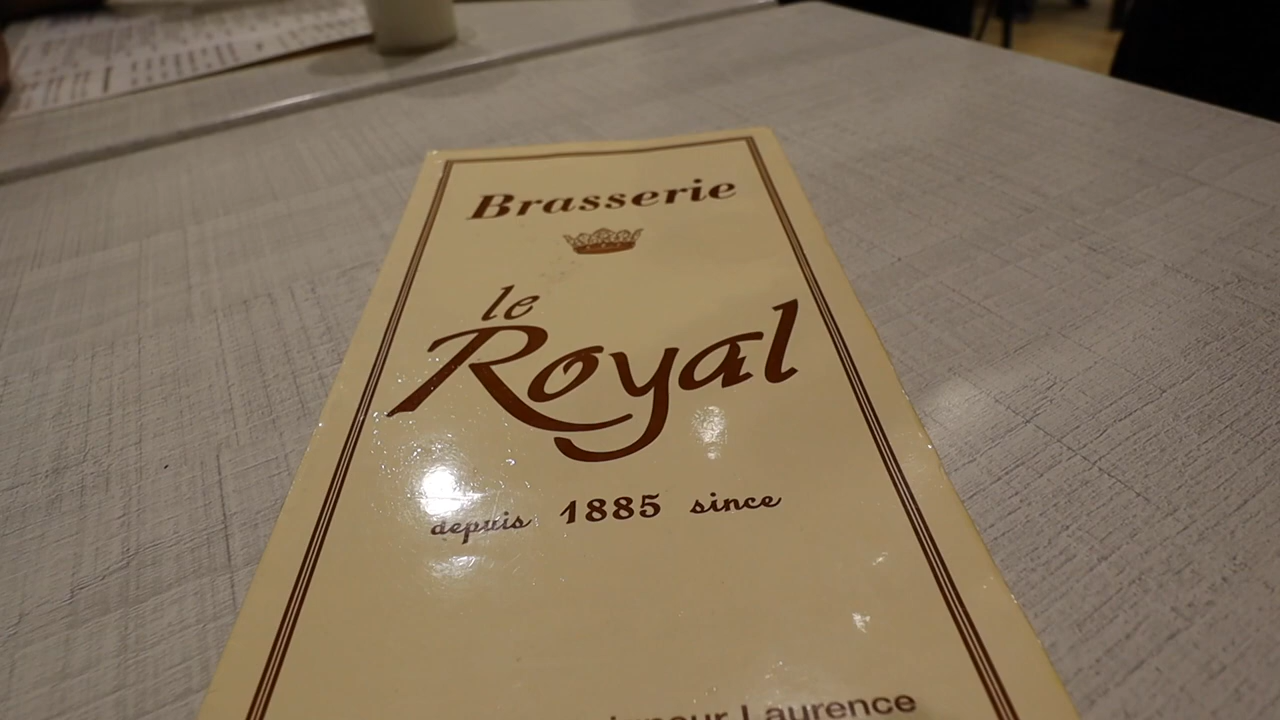 Brasserie
le
Royal
depuis 1885 since
Laurence